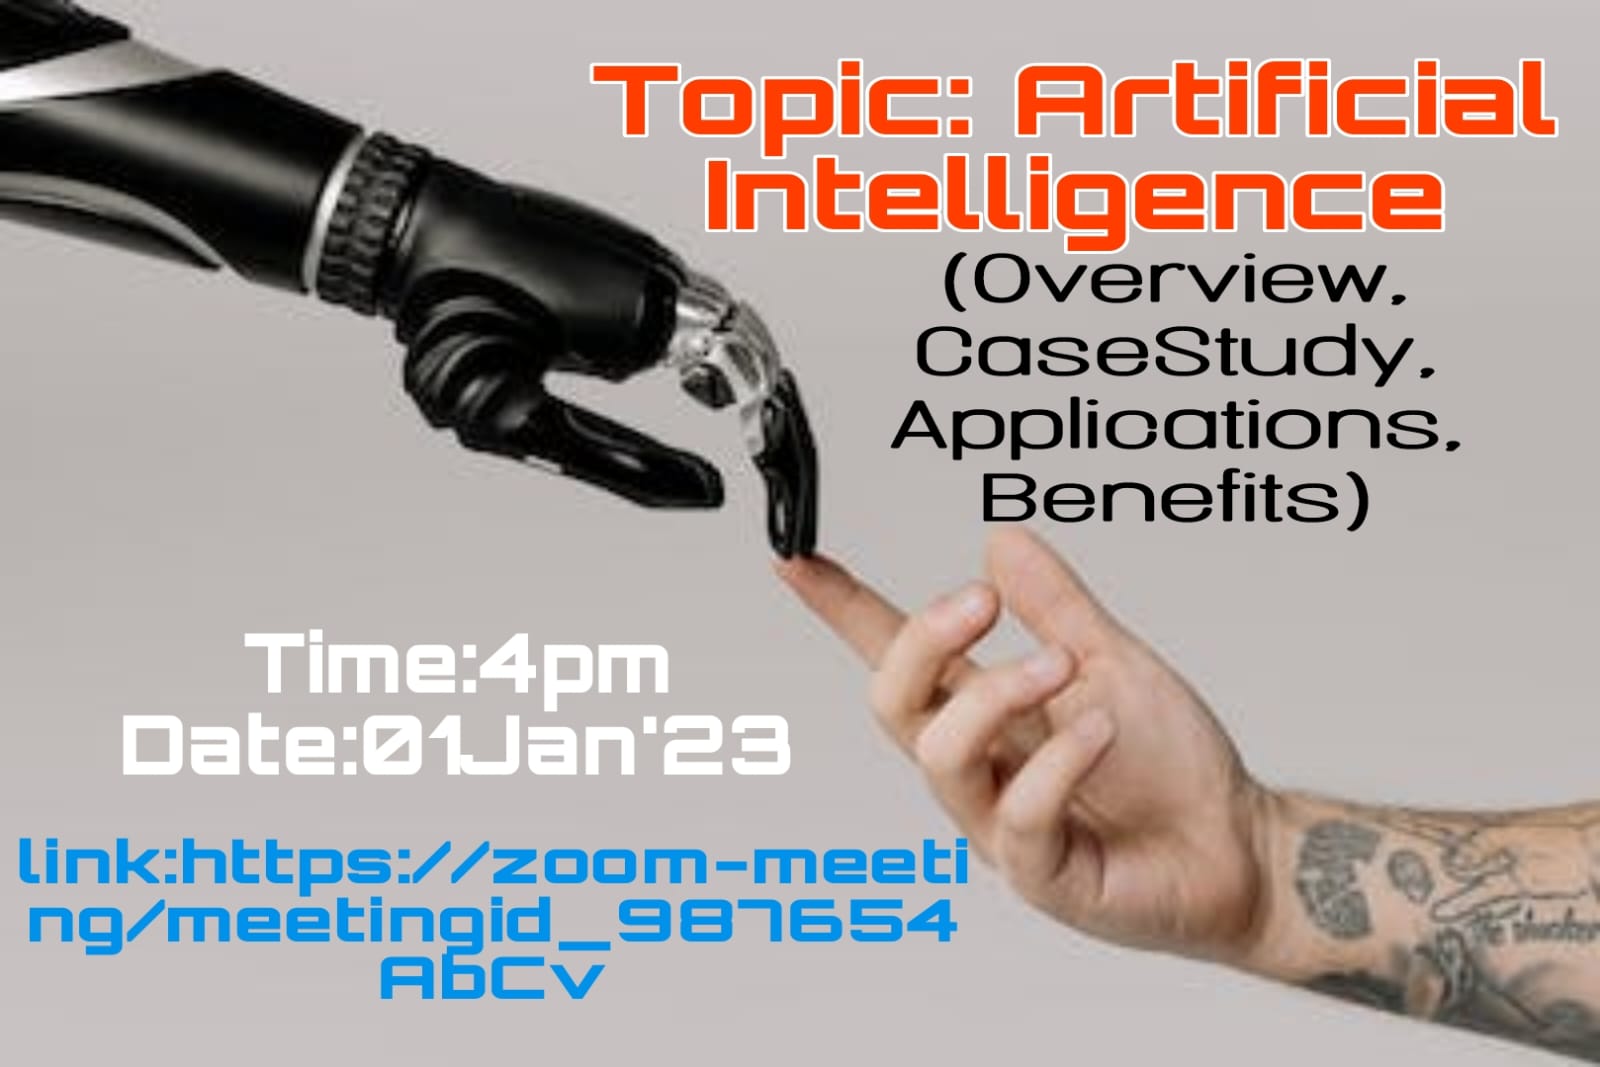 Topic: Artificial
Intelligence
(Overview,
CaseStudy,
Applications,
Benefits)
Time:4pm
Date:01Jan'23
link:https://zoom-meeti
ng/meetingid_987654
AbCv